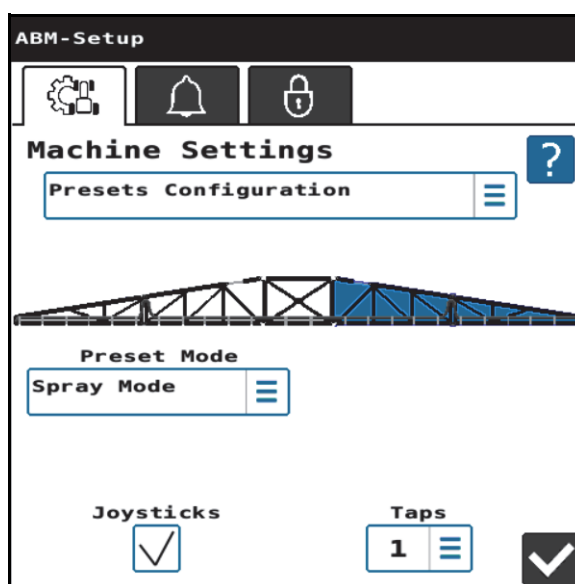 ABM-Setup
Machine Settings
?
Presets Configuration
Preset Mode
Spray Mode
Joysticks Taps
1